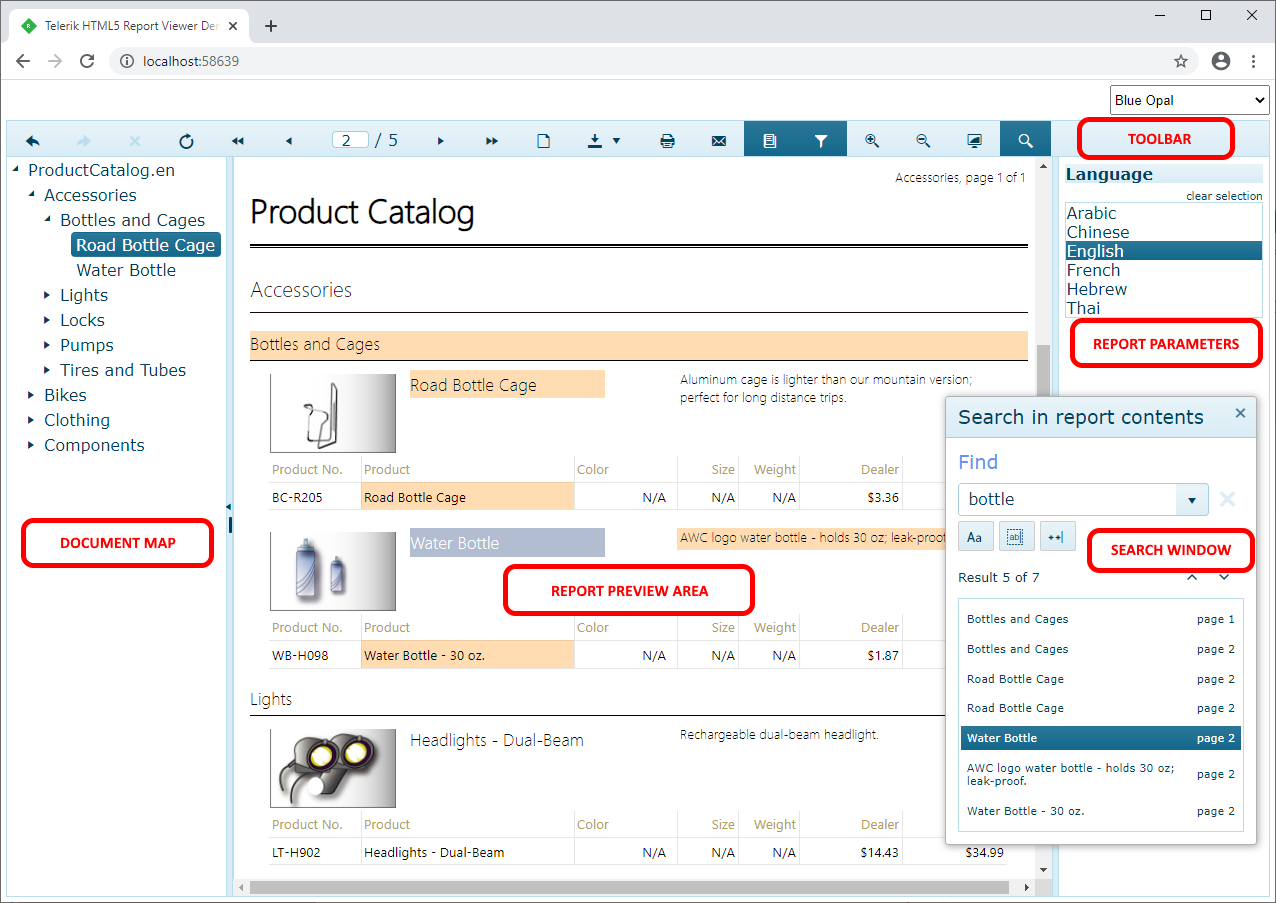 Telerik HTML5 Report Viewer Der
localhost:58639
Blue Opal
2 / 5
TOOLBAR
ProductCatalog.en
Accessories
Bottles and Cages
Road Bottle Cage
Water Bottle
Lights
Locks
Pumps
Tires and Tubes
Bikes
Clothing
Components
DOCUMENT MAP
Accessories, page 1 of 1
Product Catalog
Accessories
Bottles and Cages
Road Bottle Cage
Aluminum cage is lighter than our mountain version;
perfect for long distance trips.
Product No. Product Color Size Weight Dealer
BC-R205 Road Bottle Cage N/A N/A N/A $3.36
Water Bottle
AWC logo water bottle - holds 30 oz; leak-proof
REPORT PREVIEW AREA
Product No. Product Color Size Weight Dealer
WB-H098 Water Bottle - 30 oz. N/A N/A N/A $1.87
Lights
Headlights - Dual-Beam
Rechargeable dual-beam headlight.
Product No. Product Color Size Weight Dealer
LT-H902 Headlights - Dual-Beam N/A N/A N/A $14.43 $34.99
Language
clear selection
Arabic
Chinese
English
French
Hebrew
Thai
REPORT PARAMETERS
Search in report contents
Find
bottle
Aa ab
SEARCH WINDOW
Result 5 of 7
Bottles and Cages page 1
Bottles and Cages page 2
Road Bottle Cage page 2
Road Bottle Cage page 2
Water Bottle page 2
AWC logo water bottle - holds 30 oz;
leak-proof. page 2
Water Bottle - 30 oz. page 2